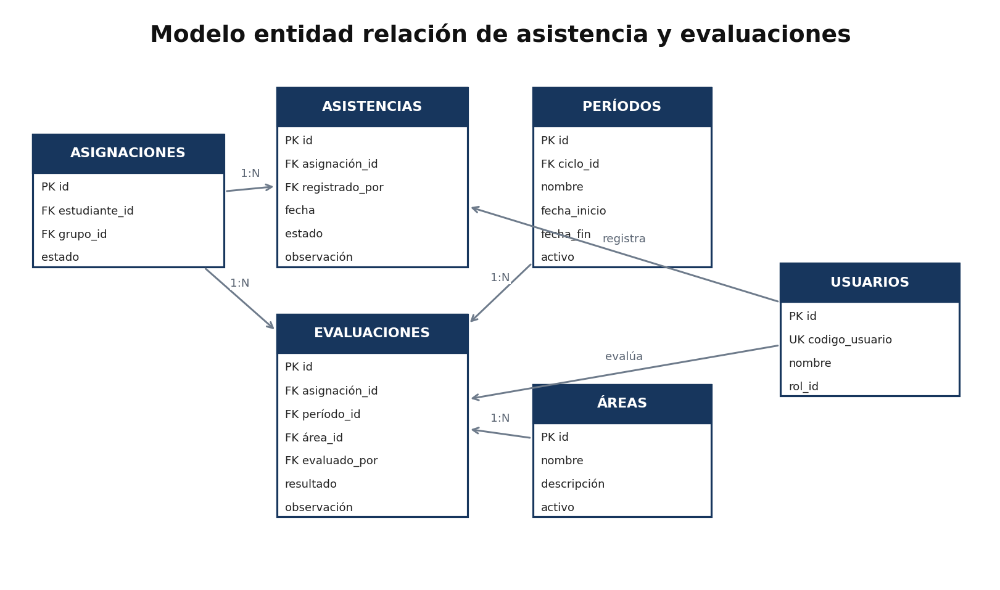 Modelo entidad relación de asistencia y evaluaciones
ASIGNACIONES
PK id
FK estudiante_id
FK grupo_id
estado
1:N
1:N
ASISTENCIAS
PK id
FK asignación_id
FK registrado_por
fecha
estado
observación
PERÍODOS
PK id
FK ciclo_id
nombre
fecha_inicio
fecha_fin
activo
registra
1:N
USUARIOS
PK id
UK codigo_usuario
nombre
rol_id
EVALUACIONES
PK id
FK asignación_id
FK período_id
FK área_id
FK evaluado_por
resultado
observación
evalúa
1:N
ÁREAS
PK id
nombre
descripción
activo